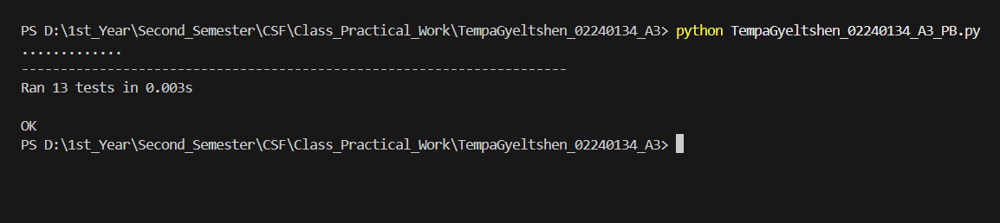 PS D:\1st_Year\Second_Semester\CSF\Class_Practical_Work\TempaGyeltshen_02240134_A3> python TempaGyeltshen_02240134_A3_PB.py
.............
----------------------------------------------------------------------
Ran 13 tests in 0.003s
OK
PS D:\1st_Year\Second_Semester\CSF\Class_Practical_Work\TempaGyeltshen_02240134_A3>